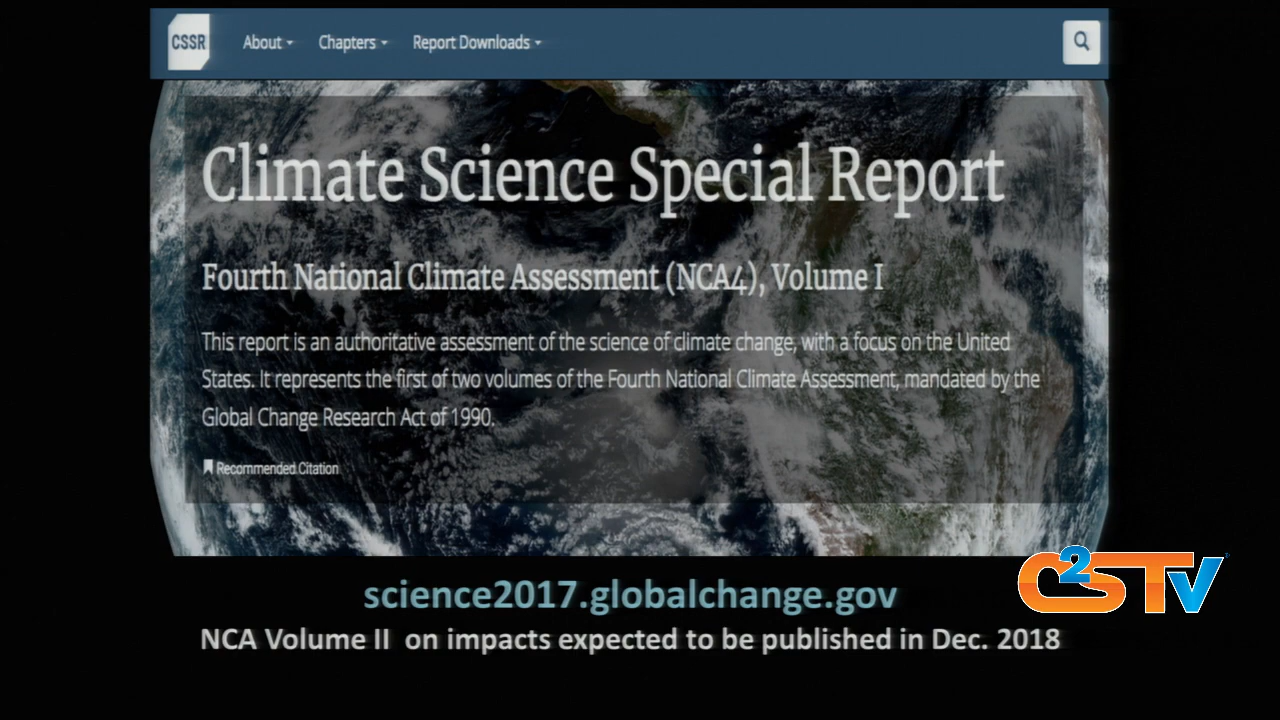 CSSR About Chapters Report Downloads
Climate Science Special Report
Fourth National Climate Assessment (NCA4), Volume I
This report is an authoritative assessment of the science of climate change, with a focus on the United
States. It represents the first of two volumes of the Fourth National Climate Assessment, mandated by the
Global Change Research Act of 1990.
Recommended Citation
science2017.globalchange.gov
C2STV
NCA Volume II on impacts expected to be published in Dec. 2018